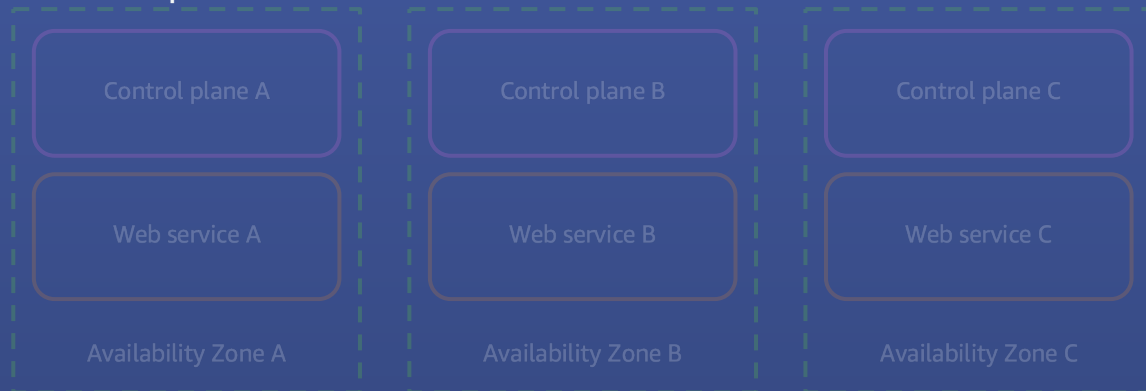 Control plane A
Control plane B
Control plane C
Web service A
Web service B
Web service C
Availability Zone A
Availability Zone B
Availability Zone C